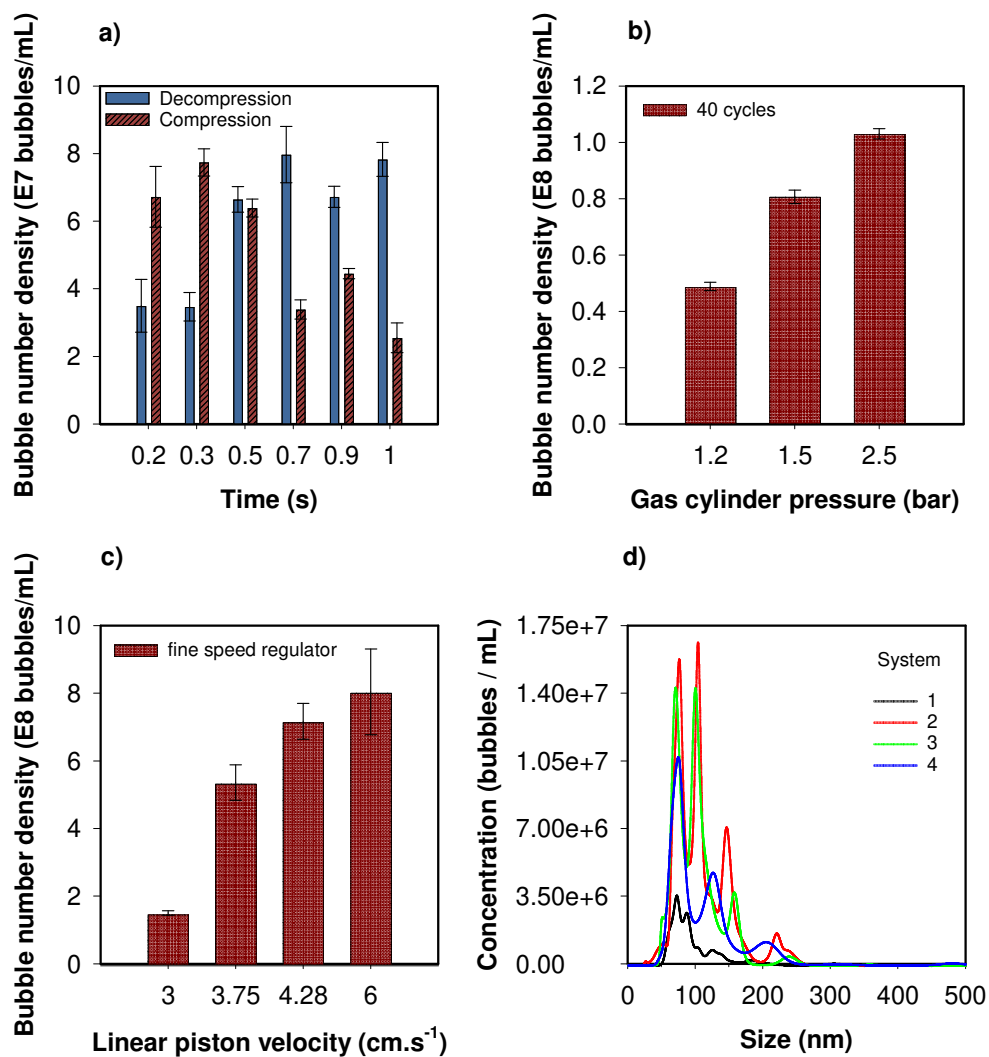 a)
Bubble number density (E7 bubbles/mL)
10
8
6
4
2
0
Decompression
Compression
0.2 0.3 0.5 0.7 0.9 1
Time (s)
b)
Bubble number density (E8 bubbles/mL)
1.2
1.0
0.8
0.6
0.4
0.2
0.0
40 cycles
1.2 1.5 2.5
Gas cylinder pressure (bar)
c)
Bubble number density (E8 bubbles/mL)
10
8
6
4
2
0
fine speed regulator
3 3.75 4.28 6
Linear piston velocity (cm.s⁻¹)
d)
Concentration (bubbles / mL)
1.75e+7
1.40e+7
1.05e+7
7.00e+6
3.50e+6
0.00
System
1
2
3
4
0 100 200 300 400 500
Size (nm)